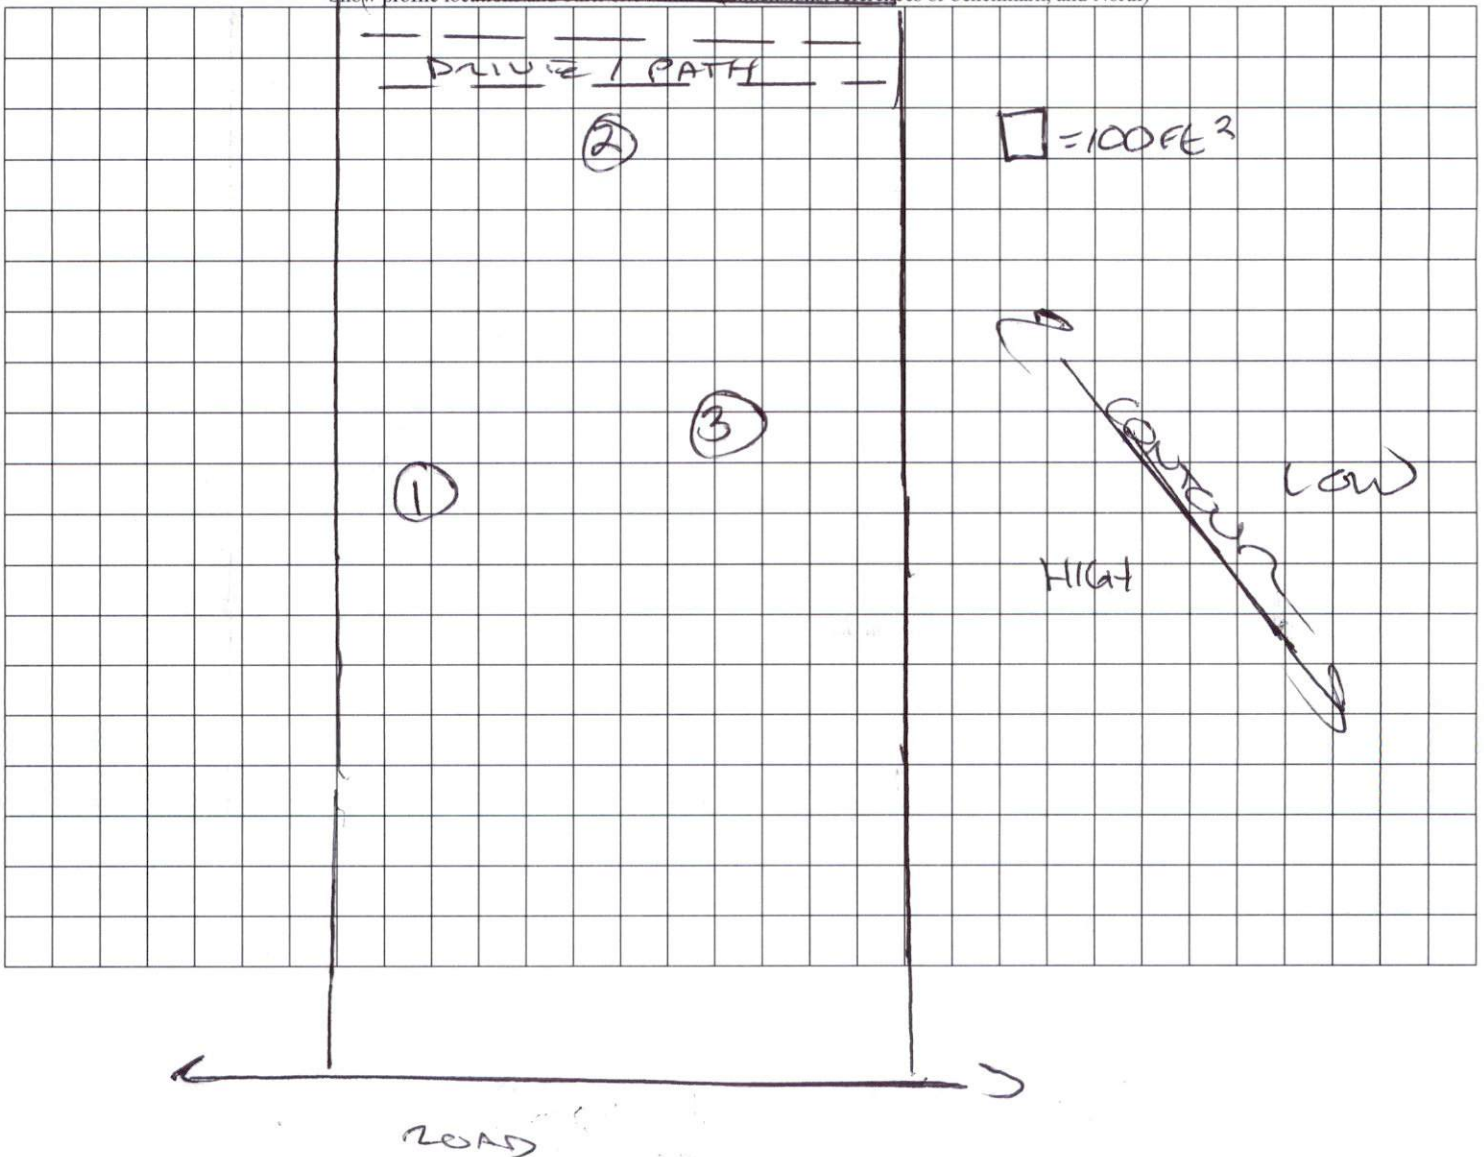 DRIVE / PATH
②
□ = 100 Ft²
③
①
CONTOUR
LOW
HIGH
ROAD